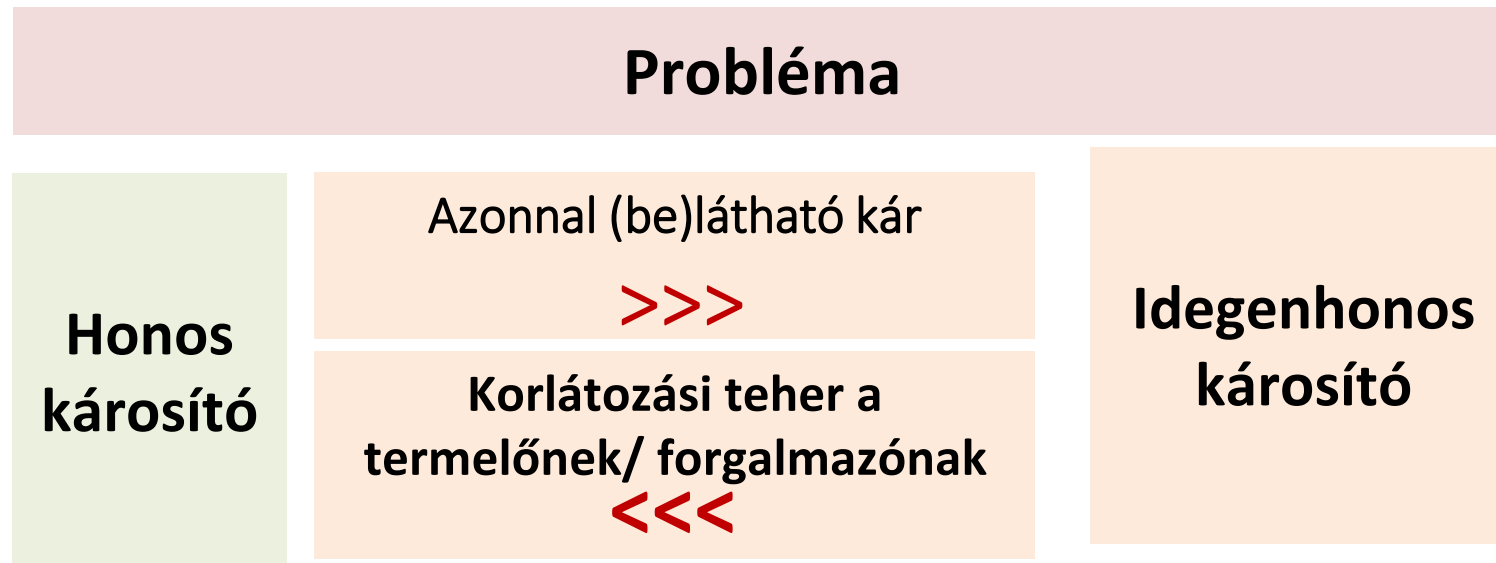 Probléma
Honos
károsító
Azonnal (be)látható kár
>>>
Korlátozási teher a
termelőnek/ forgalmazónak
<<<
Idegenhonos
károsító